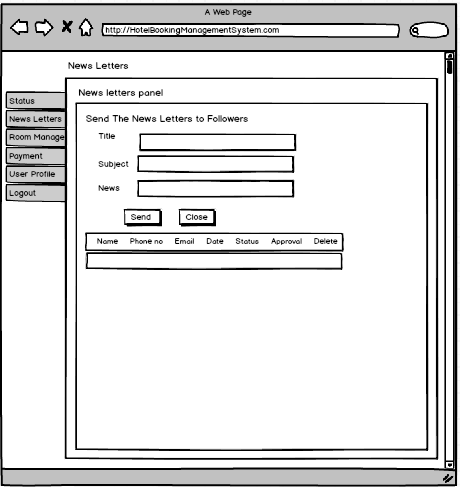 A Web Page
http://HotelBookingManagementSystem.com
News Letters
News letters panel
Status
News Letters
Room Manage
Payment
User Profile
Logout
Send The News Letters to Followers
Title
Subject
News
Send Close
Name Phone no Email Date Status Approval Delete